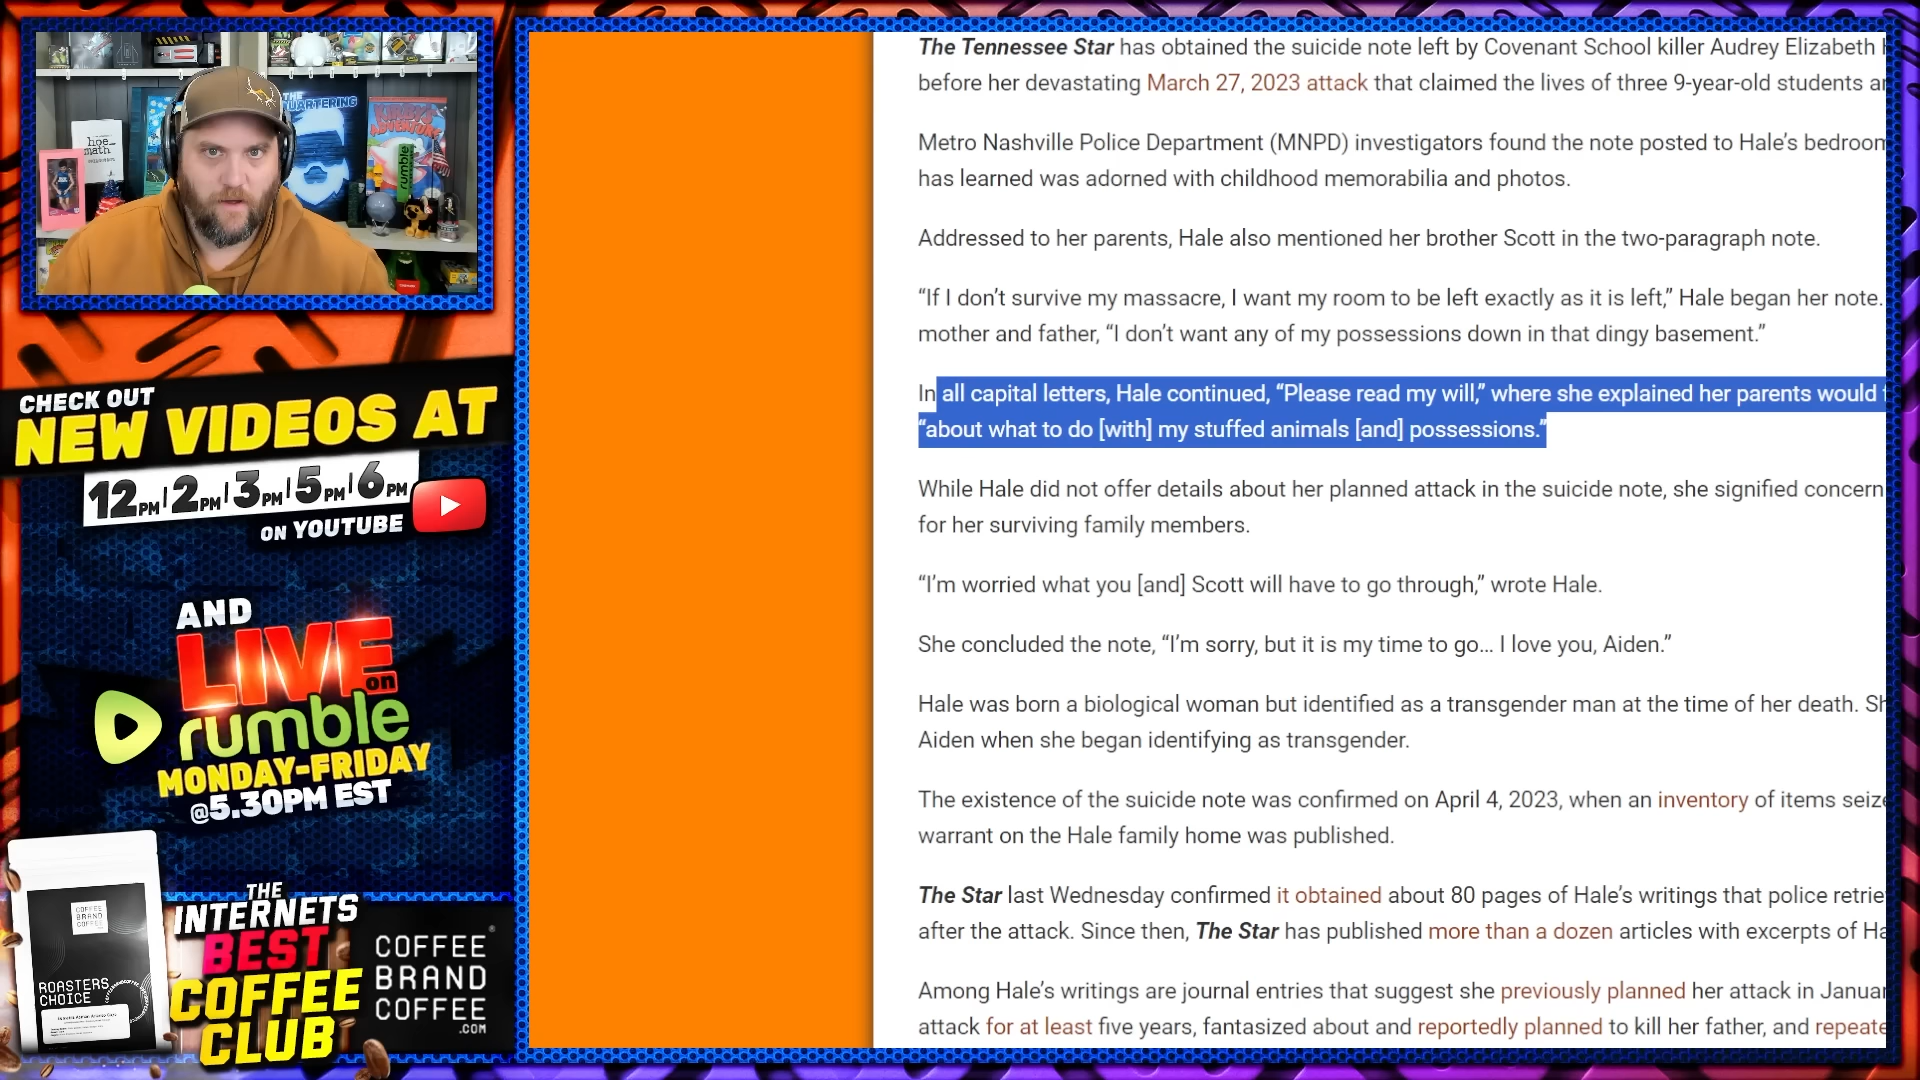 THE QUARTERING
KIRBY'S
ADVENTURE
rumble
hoe_
math
CHECK OUT
NEW VIDEOS AT
12PM | 2PM | 3PM | 5PM | 6PM
ON YOUTUBE
AND
LIVE on
rumble
MONDAY-FRIDAY
@5.30PM EST
COFFEE
BRAND
COFFEE
ROASTERS
CHOICE
THE
INTERNETS
BEST
COFFEE
CLUB
COFFEE®
BRAND
COFFEE
.COM
The Tennessee Star has obtained the suicide note left by Covenant School killer Audrey Elizabeth
before her devastating March 27, 2023 attack that claimed the lives of three 9-year-old students
Metro Nashville Police Department (MNPD) investigators found the note posted to Hale’s bedroom
has learned was adorned with childhood memorabilia and photos.
Addressed to her parents, Hale also mentioned her brother Scott in the two-paragraph note.
“If I don’t survive my massacre, I want my room to be left exactly as it is left,” Hale began her note.
mother and father, “I don’t want any of my possessions down in that dingy basement.”
In all capital letters, Hale continued, “Please read my will,” where she explained her parents would
“about what to do [with] my stuffed animals [and] possessions.”
While Hale did not offer details about her planned attack in the suicide note, she signified concern
for her surviving family members.
“I’m worried what you [and] Scott will have to go through,” wrote Hale.
She concluded the note, “I’m sorry, but it is my time to go… I love you, Aiden.”
Hale was born a biological woman but identified as a transgender man at the time of her death.
Aiden when she began identifying as transgender.
The existence of the suicide note was confirmed on April 4, 2023, when an inventory of items
warrant on the Hale family home was published.
The Star last Wednesday confirmed it obtained about 80 pages of Hale’s writings that police
after the attack. Since then, The Star has published more than a dozen articles with excerpts of
Among Hale’s writings are journal entries that suggest she previously planned her attack in
attack for at least five years, fantasized about and reportedly planned to kill her father, and